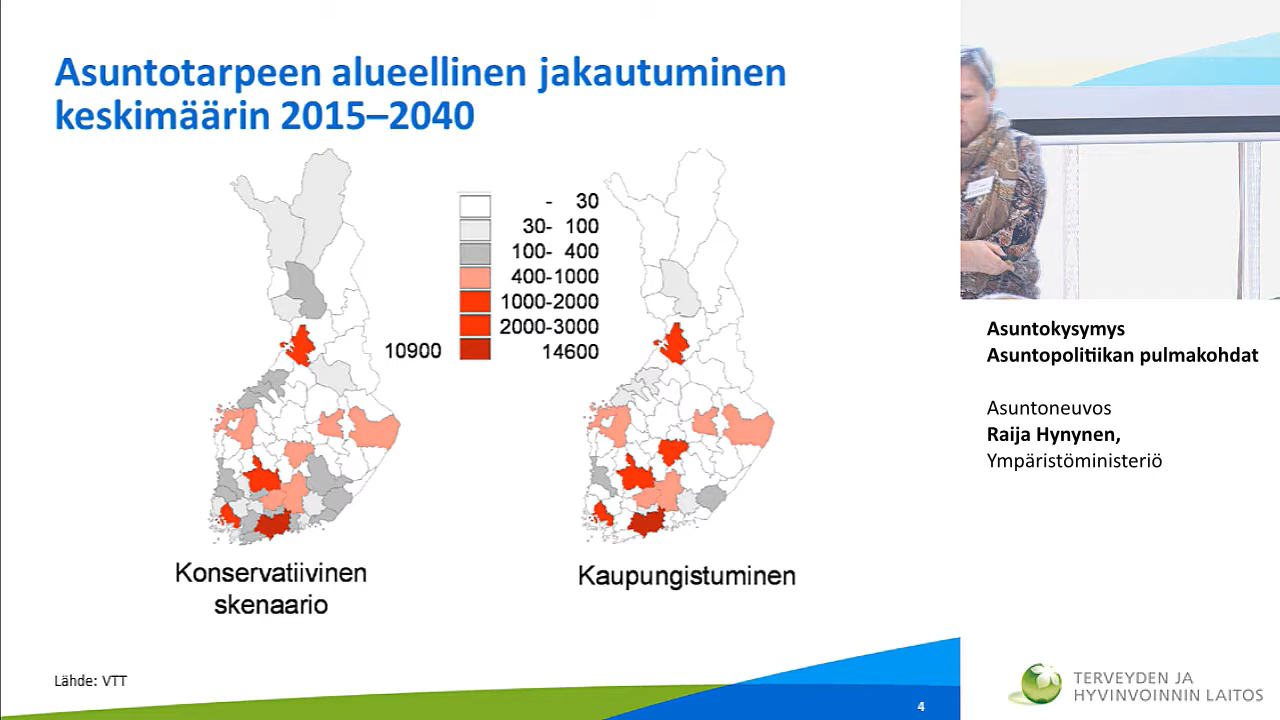 Asuntotarpeen alueellinen jakautuminen
keskimäärin 2015–2040
- 30
30- 100
100- 400
400-1000
1000-2000
2000-3000
10900 14600
Konservatiivinen
skenaario
Kaupungistuminen
Lähde: VTT
4
Asuntokysymys
Asuntopolitiikan pulmakohdat
Asuntoneuvos
Raija Hynynen,
Ympäristöministeriö
TERVEYDEN JA
HYVINVOINNIN LAITOS